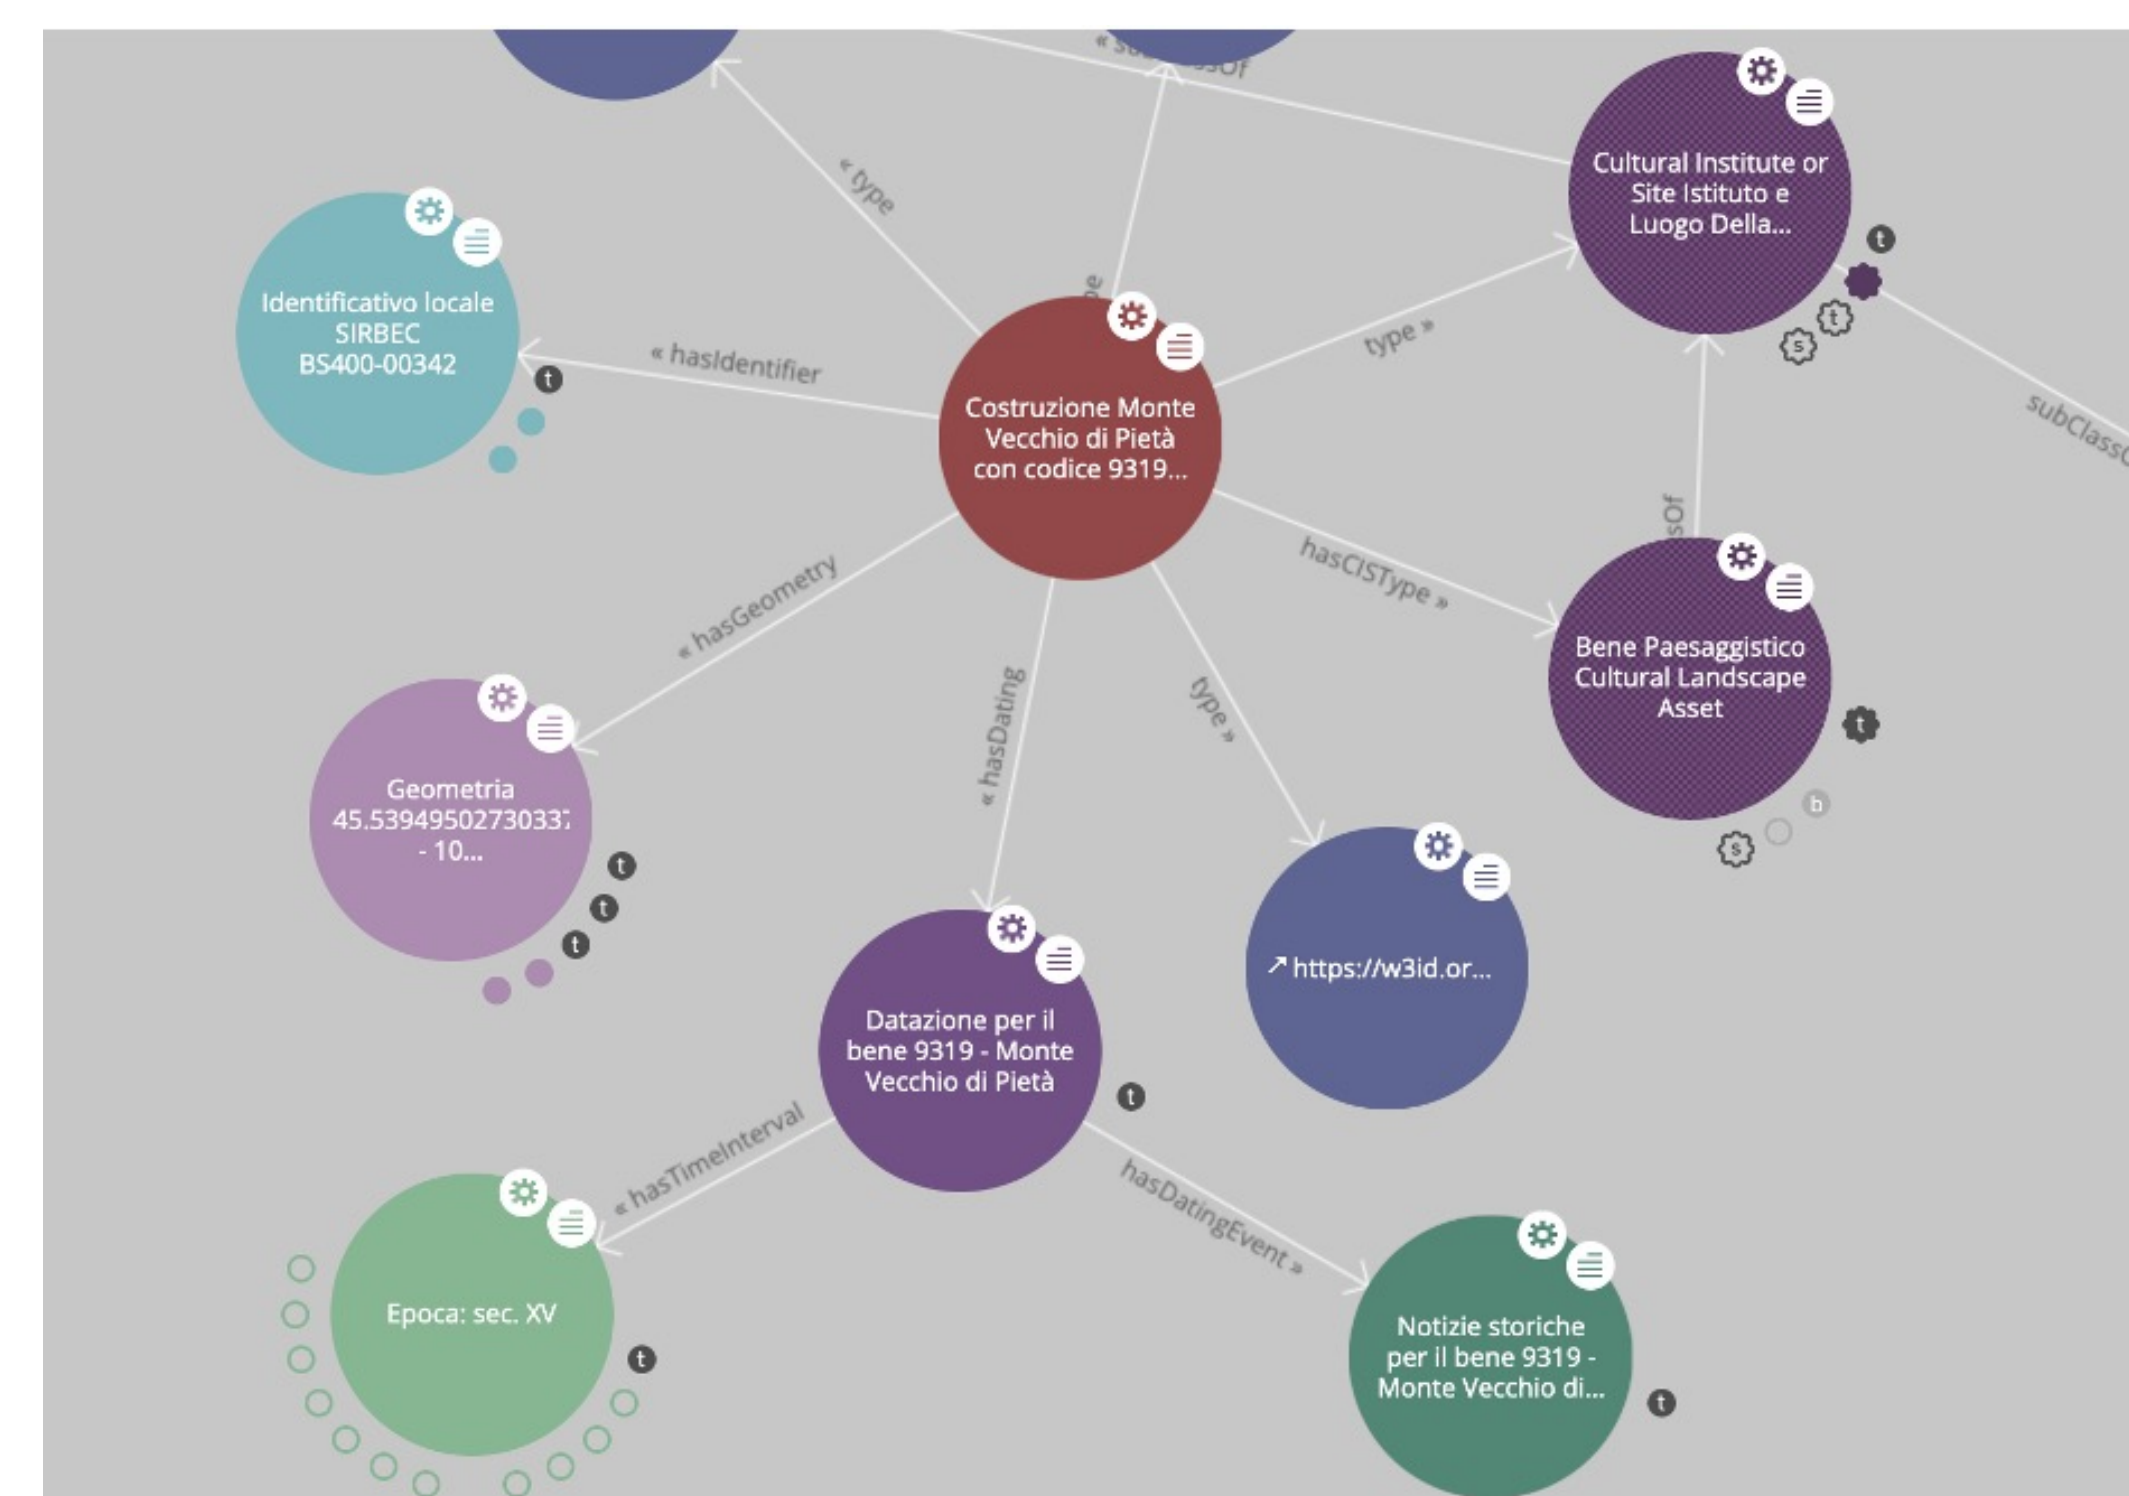 « type
type »
Cultural Institute or
Site Istituto e
Luogo Della...
t
t
s
Identificativo locale
SIRBEC
BS400-00342
t
« hasIdentifier
Costruzione Monte
Vecchio di Pietà
con codice 9319...
hasCISType »
« hasGeometry
« hasDating
type »
Bene Paesaggistico
Cultural Landscape
Asset
t
b
s
Geometria
- 10...
t
t
t
↗ https://w3id.or...
Datazione per il
bene 9319 - Monte
Vecchio di Pietà
t
« hasTimeInterval
hasDatingEvent »
Epoca: sec. XV
t
Notizie storiche
per il bene 9319 -
Monte Vecchio di...
t